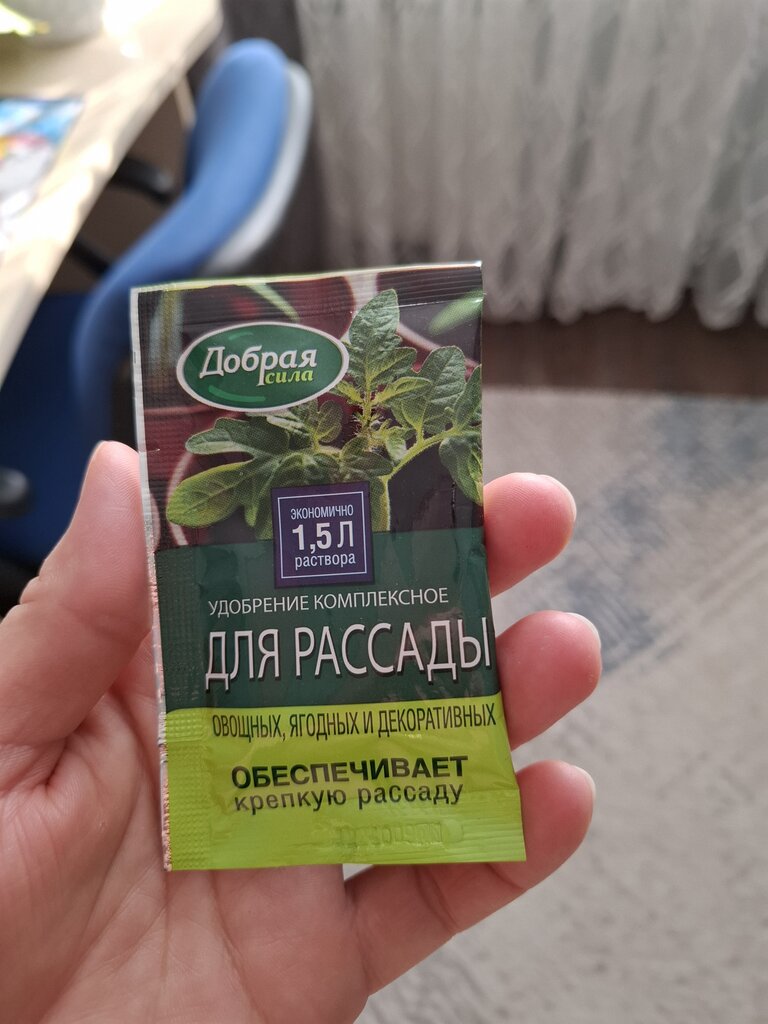 Добрая
сила
ЭКОНОМИЧНО
1,5 Л
раствора
УДОБРЕНИЕ КОМПЛЕКСНОЕ
ДЛЯ РАССАДЫ
ОВОЩНЫХ, ЯГОДНЫХ И ДЕКОРАТИВНЫХ
ОБЕСПЕЧИВАЕТ
крепкую рассаду